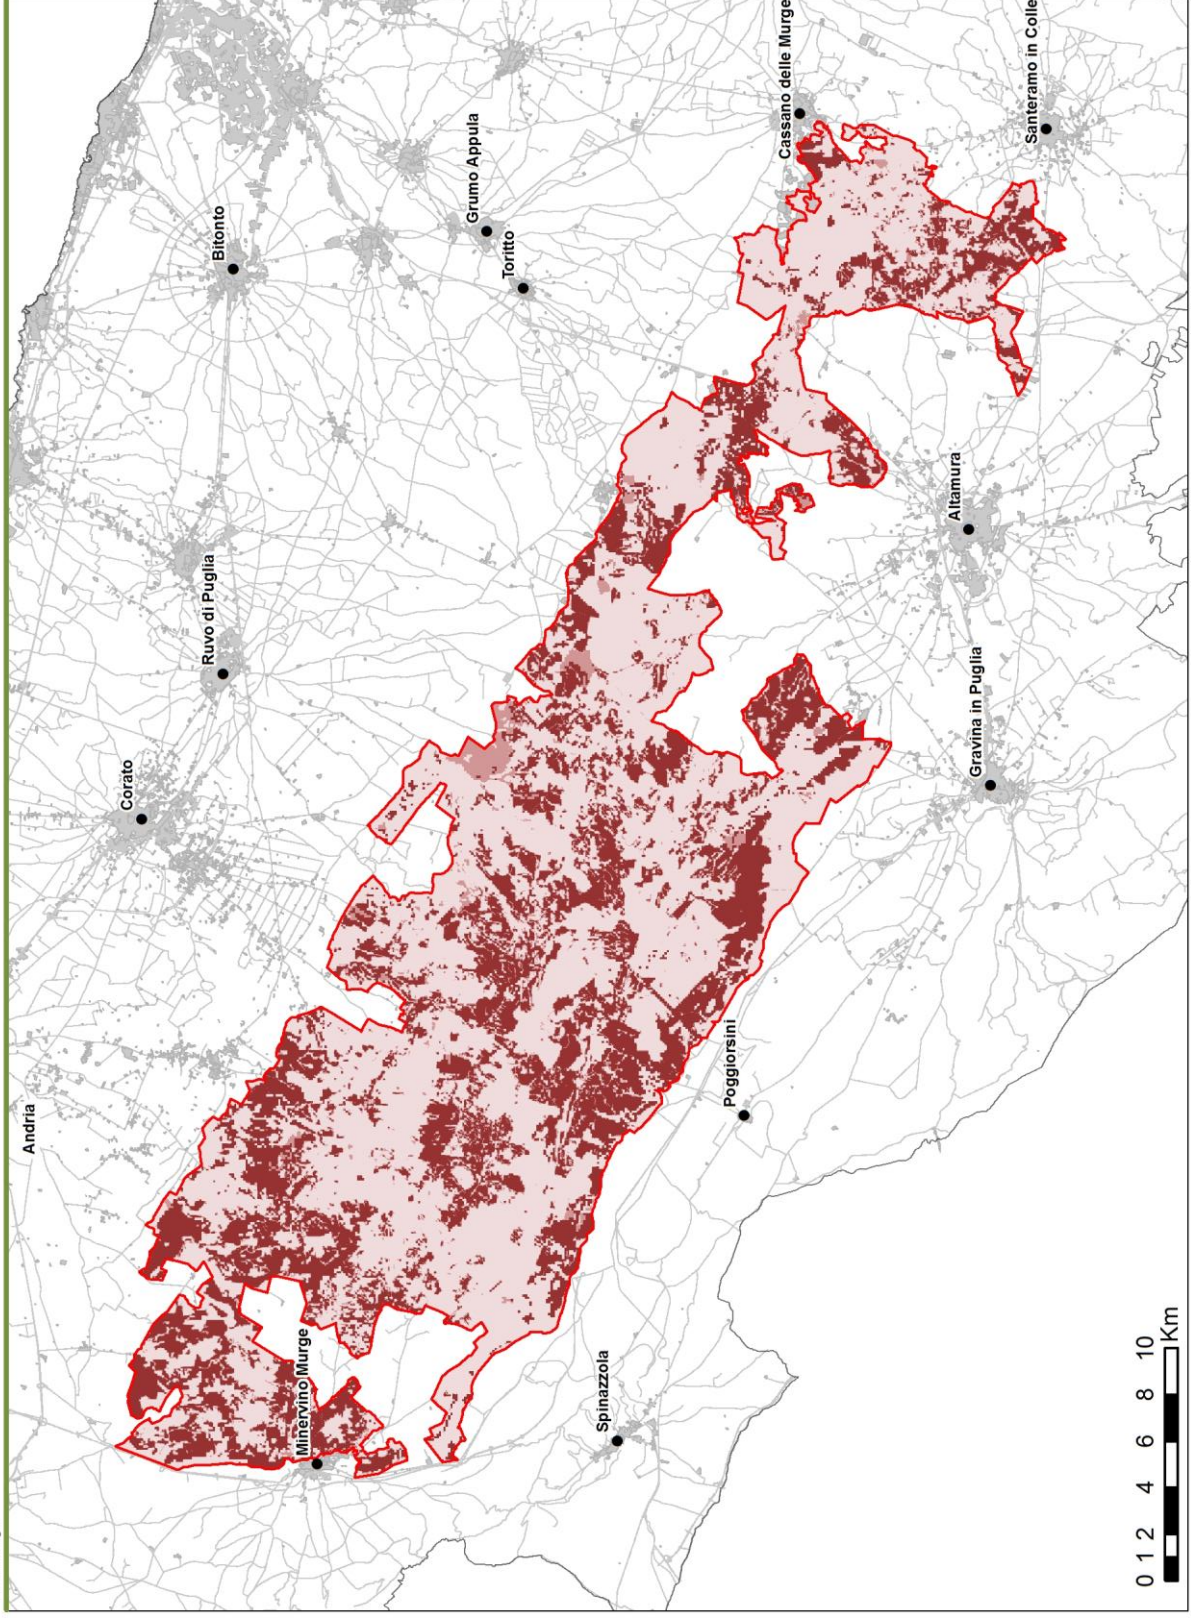 Andria
Corato
Ruvo di Puglia
Bitonto
Grumo Appula
Toritto
Cassano delle Murge
Santeramo in Colle
Altamura
Gravina in Puglia
Poggiorsini
Minervino Murge
Spinazzola
0 1 2 4 6 8 10
Km